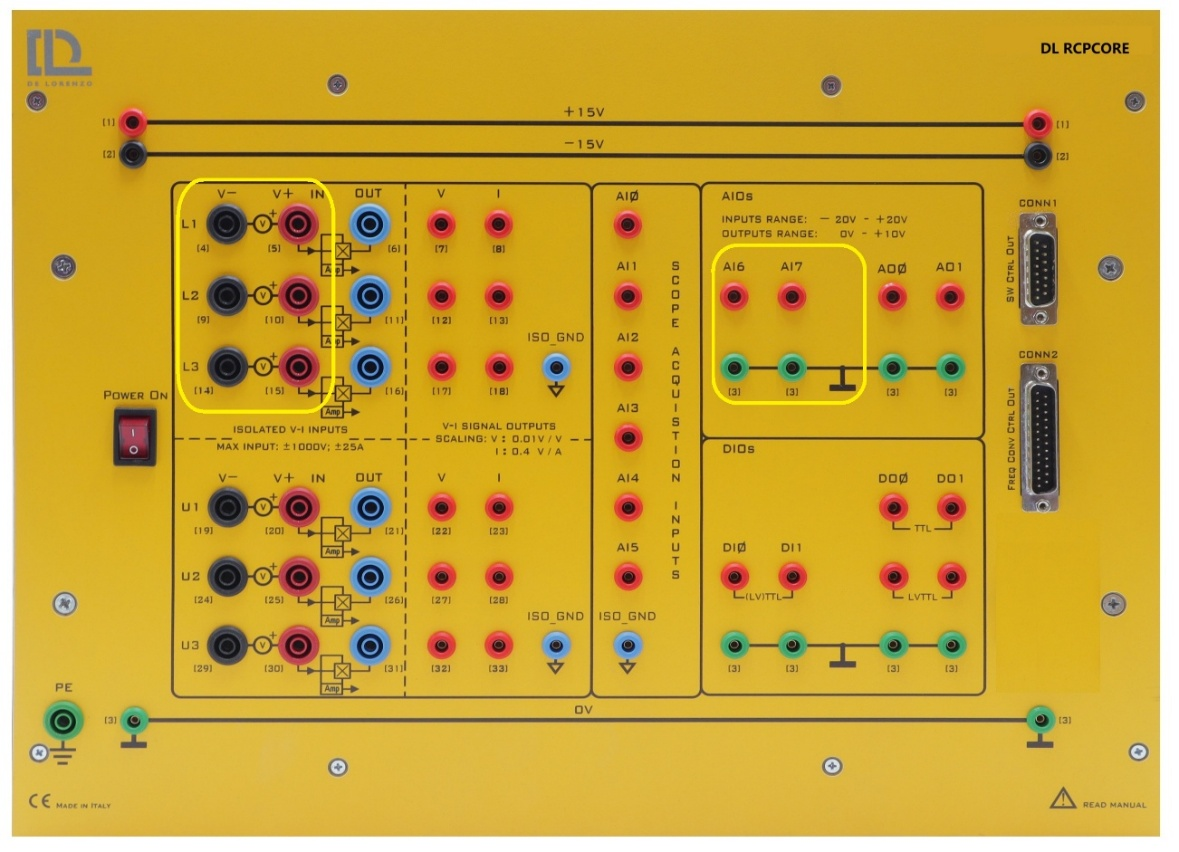 DE LORENZO
DL RCPCORE
+15V
[1] [1]
-15V
[2] [2]
V- V+ IN OUT V I
L1
[4] [5] [6] [7] [8]
Amp
L2
[9] [10] [11] [12] [13]
Amp
L3
[14] [15] [16] [17] [18]
Amp
ISO_GND
ISOLATED V-I INPUTS
MAX INPUT: ±1000V; ±25A
V-I SIGNAL OUTPUTS
SCALING: V : 0.01V / V
I : 0.4 V / A
POWER ON
I
O
V- V+ IN OUT V I
U1
[19] [20] [21] [22] [23]
Amp
U2
[24] [25] [26] [27] [28]
Amp
U3
[29] [30] [31] [32] [33]
Amp
ISO_GND
AIØ
AI1
AI2
AI3
AI4
AI5
ISO_GND
SCOPE ACQUISTION INPUTS
AIOs
INPUTS RANGE: - 20V - +20V
OUTPUTS RANGE: 0V - +10V
AI6 AI7 AOØ AO1
[3] [3] [3] [3]
DIOs
DOØ DO1
TTL
DIØ DI1
(LV)TTL LVTTL
[3] [3] [3] [3]
CONN1
SW CTRL OUT
CONN2
FREQ CONV CTRL OUT
PE
0V
[3] [3]
CE MADE IN ITALY
READ MANUAL